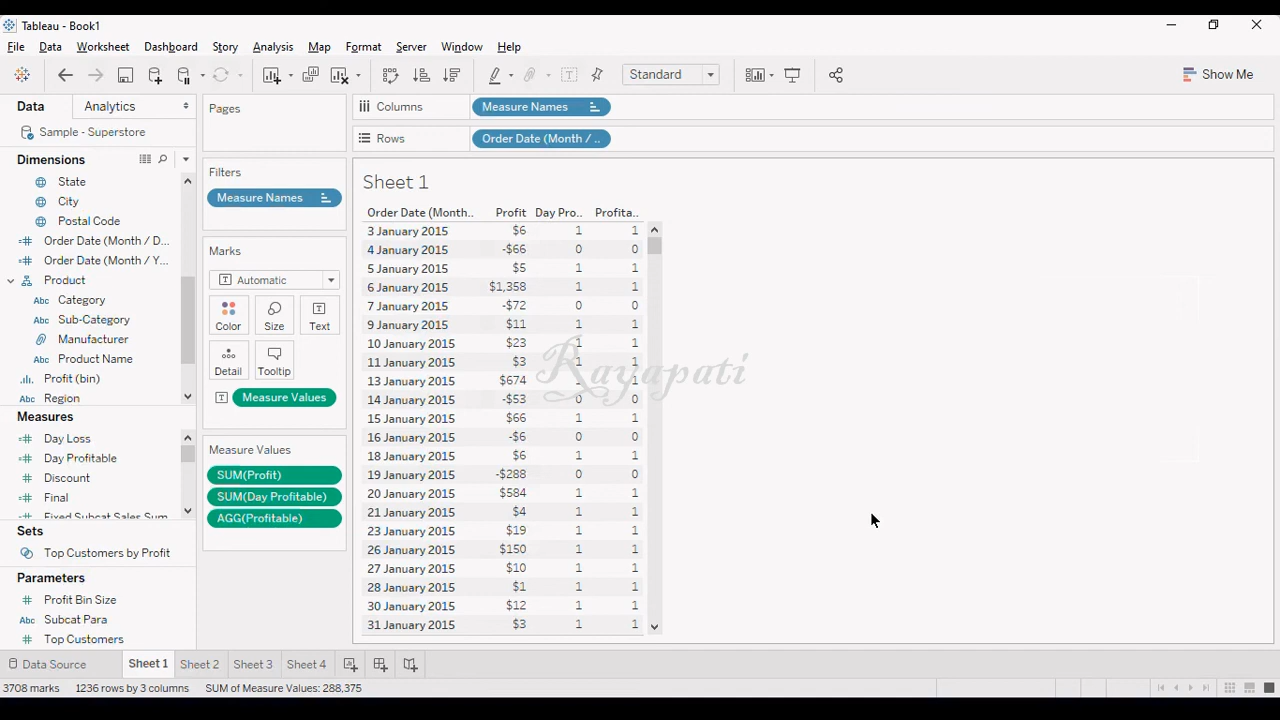 Tableau - Book1
File Data Worksheet Dashboard Story Analysis Map Format Server Window Help
Standard
Show Me
Data Analytics
Sample - Superstore
Dimensions
State
City
Postal Code
Order Date (Month / D...
Order Date (Month / Y...
Product
Abc Category
Abc Sub-Category
Manufacturer
Abc Product Name
Profit (bin)
Region
Measures
Day Loss
Day Profitable
Discount
Final
Fixed Subcat Sales Sum
Sets
Top Customers by Profit
Parameters
Profit Bin Size
Abc Subcat Para
Top Customers
Pages
Filters
Measure Names
Marks
Automatic
Color Size Text
Detail Tooltip
Measure Values
Measure Values
SUM(Profit)
SUM(Day Profitable)
AGG(Profitable)
Columns Measure Names
Rows Order Date (Month / ..
Sheet 1
Order Date (Month.. Profit Day Pro.. Profita..
3 January 2015 $6 1 1
4 January 2015 -$66 0 0
5 January 2015 $5 1 1
6 January 2015 $1,358 1 1
7 January 2015 -$72 0 0
9 January 2015 $11 1 1
10 January 2015 $23 1 1
11 January 2015 $3 1 1
13 January 2015 $674 1 1
14 January 2015 -$53 0 0
15 January 2015 $66 1 1
16 January 2015 -$6 0 0
18 January 2015 $6 1 1
19 January 2015 -$288 0 0
20 January 2015 $584 1 1
21 January 2015 $4 1 1
23 January 2015 $19 1 1
26 January 2015 $150 1 1
27 January 2015 $10 1 1
28 January 2015 $1 1 1
30 January 2015 $12 1 1
31 January 2015 $3 1 1
Rayapati
Data Source Sheet 1 Sheet 2 Sheet 3 Sheet 4
3708 marks 1236 rows by 3 columns SUM of Measure Values: 288,375